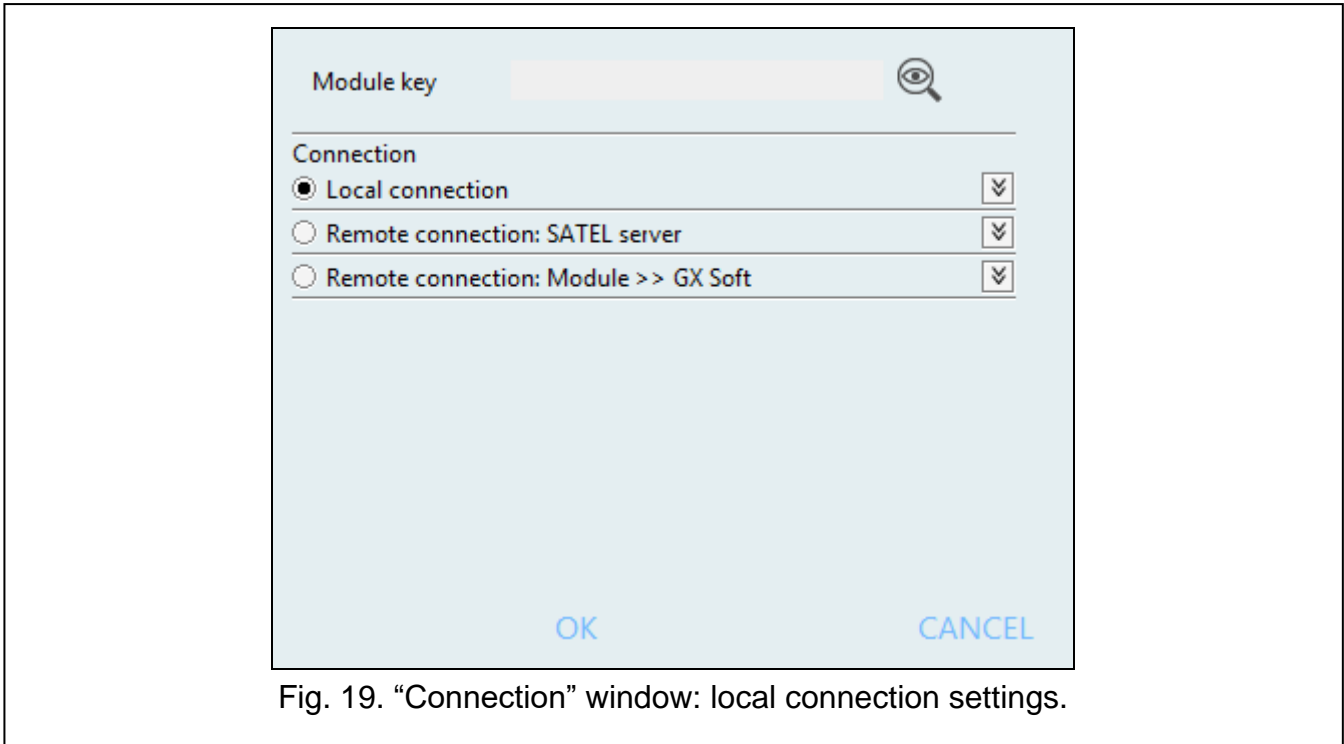 Module key
Connection
Local connection
Remote connection: SATEL server
Remote connection: Module >> GX Soft
OK CANCEL
Fig. 19. “Connection” window: local connection settings.